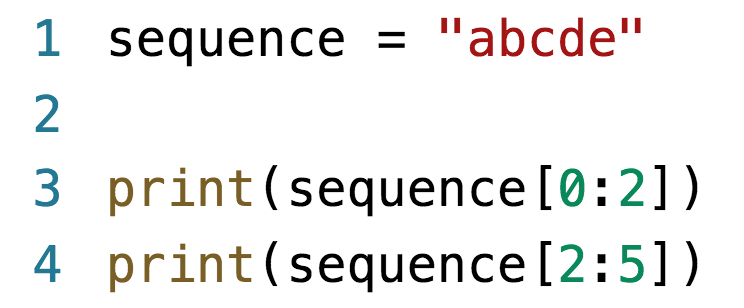 1 sequence = "abcde"
2
3 print(sequence[0:2])
4 print(sequence[2:5])